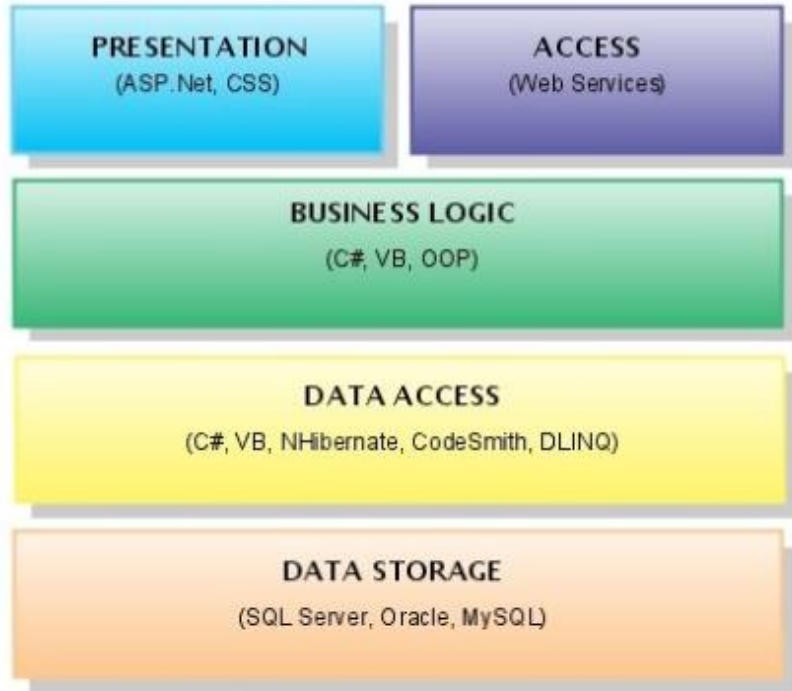 PRESENTATION
(ASP.Net, CSS)
ACCESS
(Web Services)
BUSINESS LOGIC
(C#, VB, OOP)
DATA ACCESS
(C#, VB, NHibernate, CodeSmith, DLINQ)
DATA STORAGE
(SQL Server, Oracle, MySQL)